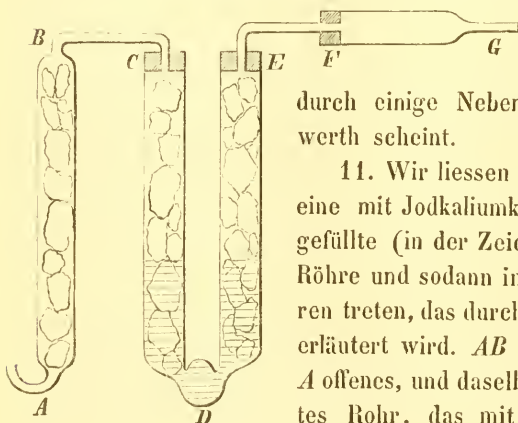 B
C
E
F
G
durch einige Neben
werth scheint.
11. Wir liessen
eine mit Jodkaliumk
gefüllte (in der Zeic
Röhre und sodann in
ren treten, das durch
erläutert wird. AB
A offenes, und daselb
tes Rohr, das mit
A
D